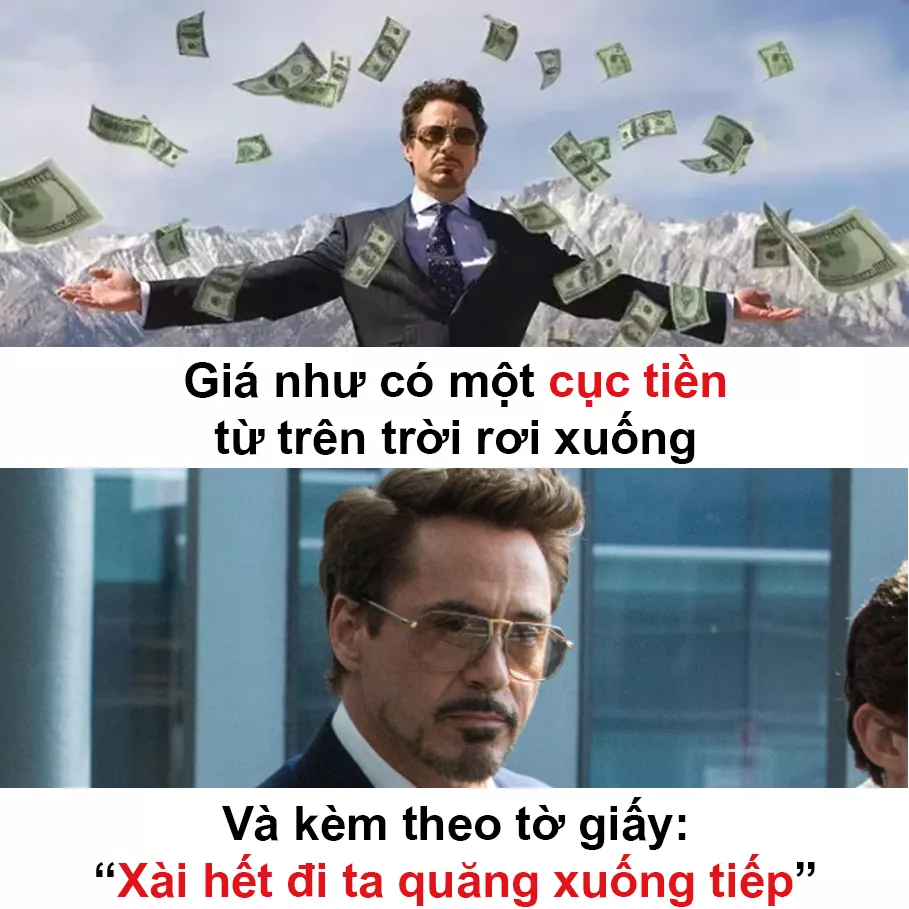 Giá như có một cục tiền
từ trên trời rơi xuống
Và kèm theo tờ giấy:
“Xài hết đi ta quăng xuống tiếp”